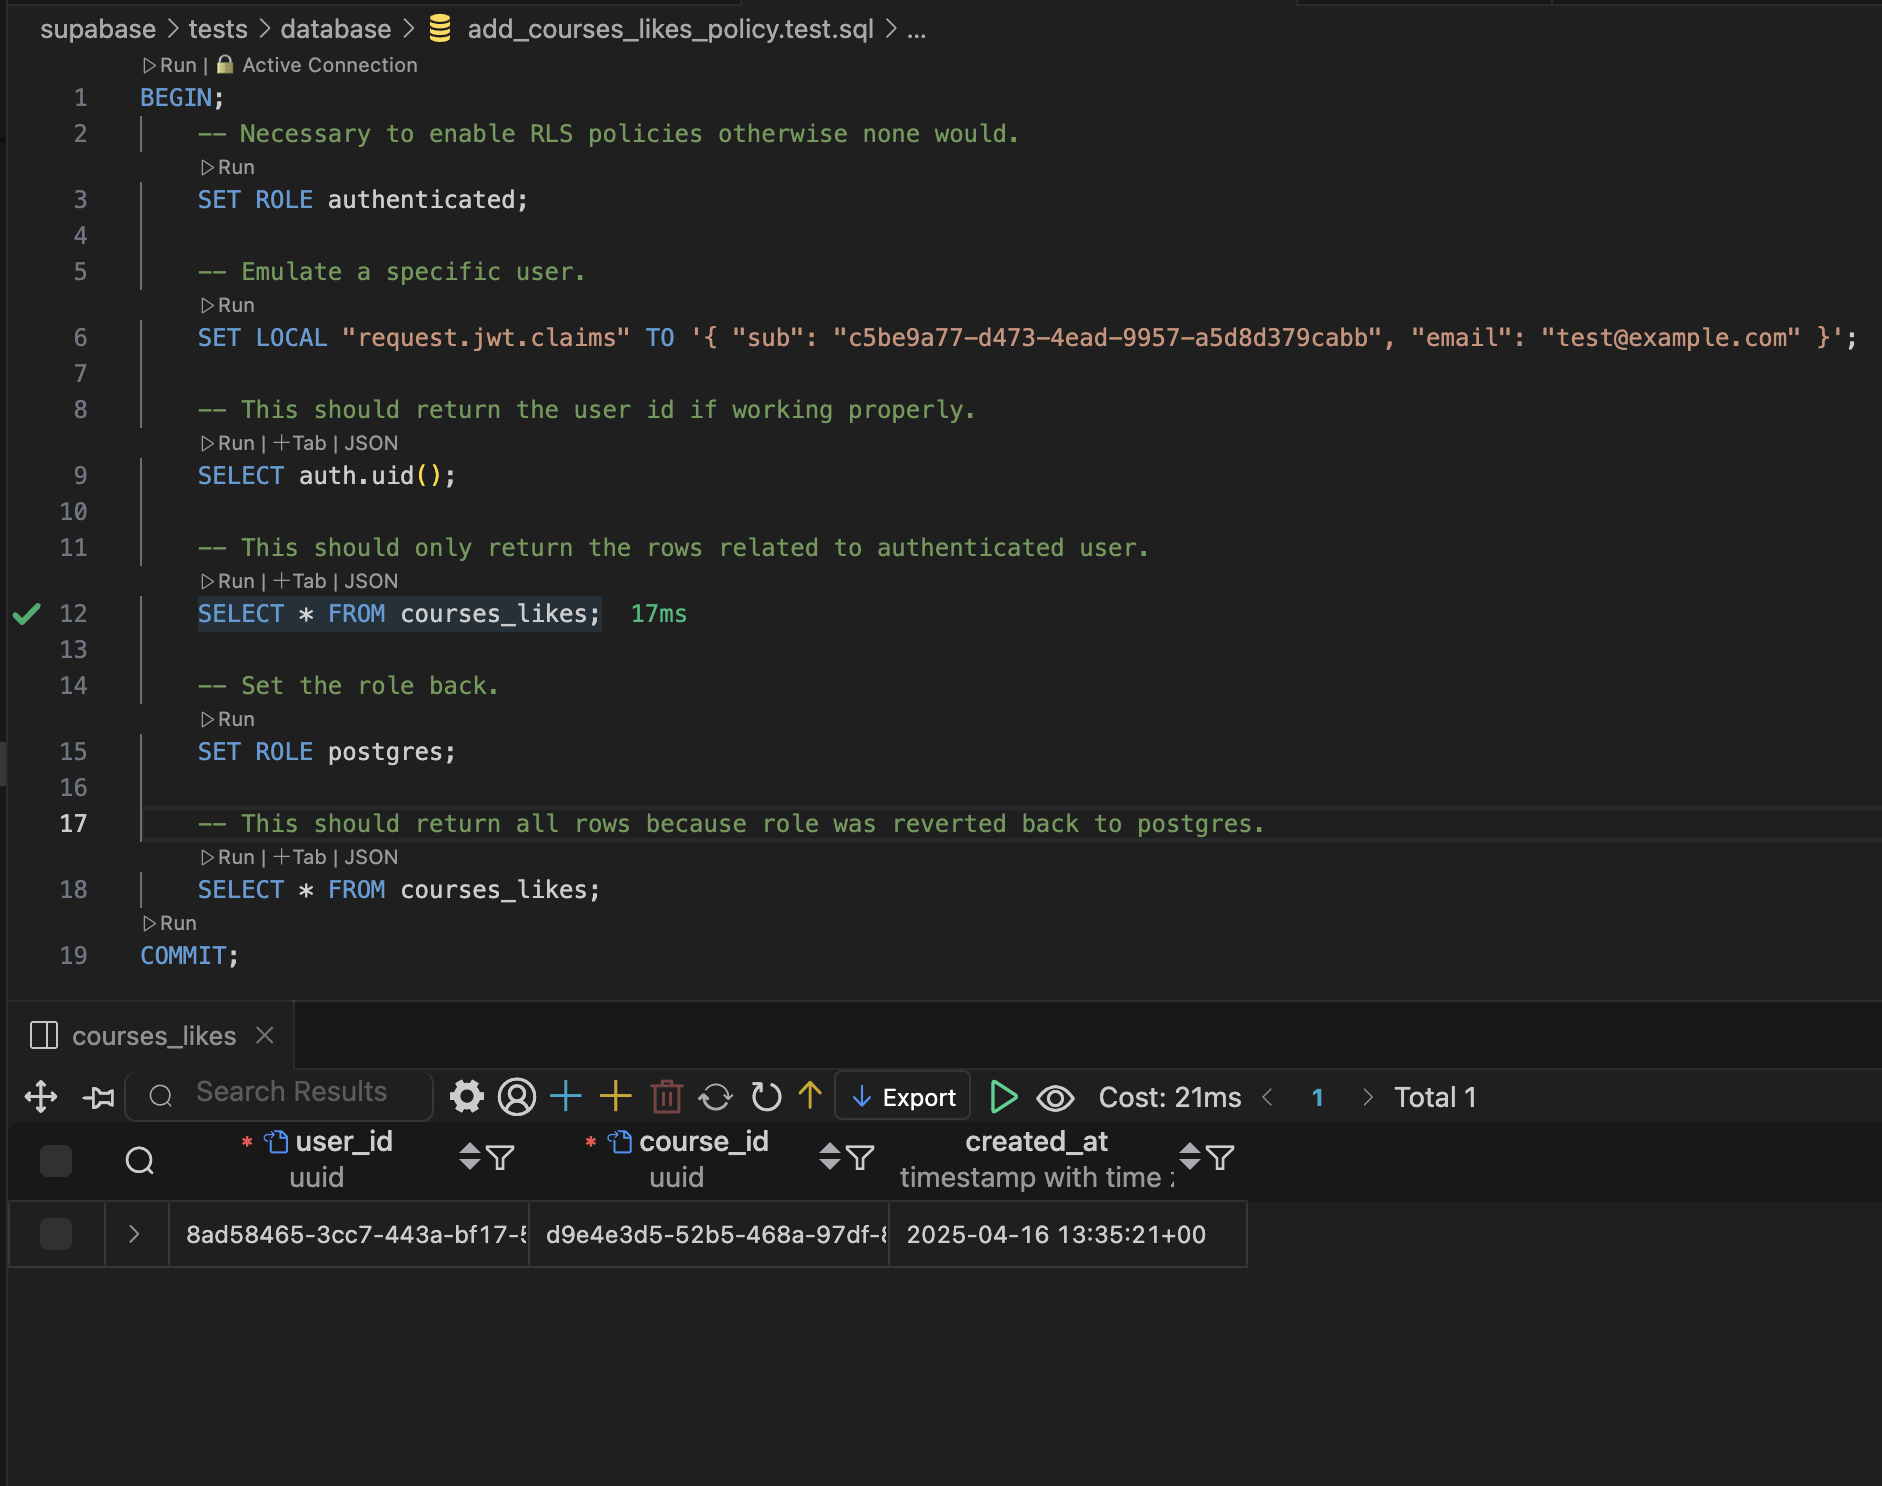 supabase > tests > database > add_courses_likes_policy.test.sql > ...
Run | Active Connection
1 BEGIN;
2 -- Necessary to enable RLS policies otherwise none would.
Run
3 SET ROLE authenticated;
4
5 -- Emulate a specific user.
Run
6 SET LOCAL "request.jwt.claims" TO '{ "sub": "c5be9a77-d473-4ead-9957-a5d8d379cabb", "email": "test@example.com" }';
7
8 -- This should return the user id if working properly.
Run | +Tab | JSON
9 SELECT auth.uid();
10
11 -- This should only return the rows related to authenticated user.
Run | +Tab | JSON
12 SELECT * FROM courses_likes; 17ms
13
14 -- Set the role back.
Run
15 SET ROLE postgres;
16
17 -- This should return all rows because role was reverted back to postgres.
Run | +Tab | JSON
18 SELECT * FROM courses_likes;
Run
19 COMMIT;
courses_likes
Search Results Export Cost: 21ms < 1 > Total 1
* user_id * course_id created_at
uuid uuid timestamp with time
8ad58465-3cc7-443a-bf17- d9e4e3d5-52b5-468a-97df- 2025-04-16 13:35:21+00